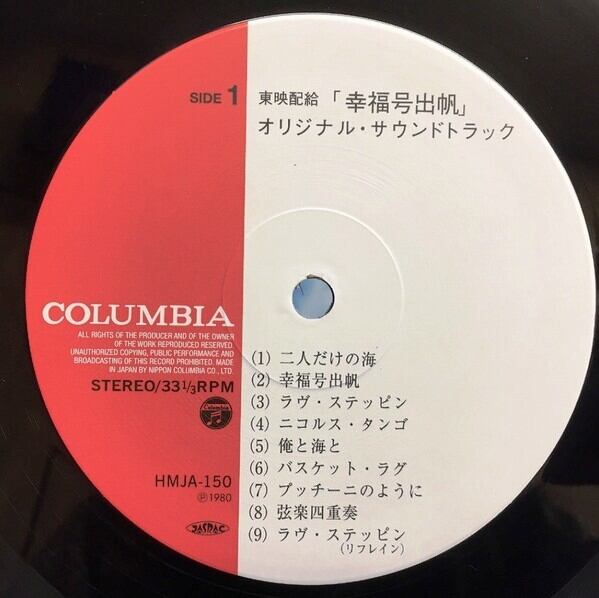 SIDE 1
東映配給 「幸福号出帆」
オリジナル・サウンドトラック
COLUMBIA
ALL RIGHTS OF THE PRODUCER AND OF THE OWNER
OF THE WORK REPRODUCED RESERVED.
UNAUTHORIZED COPYING, PUBLIC PERFORMANCE AND
BROADCASTING OF THIS RECORD PROHIBITED. MADE
IN JAPAN BY NIPPON COLUMBIA CO., LTD.
STEREO/33 1/3 RPM
Columbia
HMJA-150
Ⓟ1980
JASRAC
(1) 二人だけの海
(2) 幸福号出帆
(3) ラヴ・ステッピン
(4) ニコルス・タンゴ
(5) 俺と海と
(6) バスケット・ラグ
(7) プッチーニのように
(8) 弦楽四重奏
(9) ラヴ・ステッピン
(リフレイン)